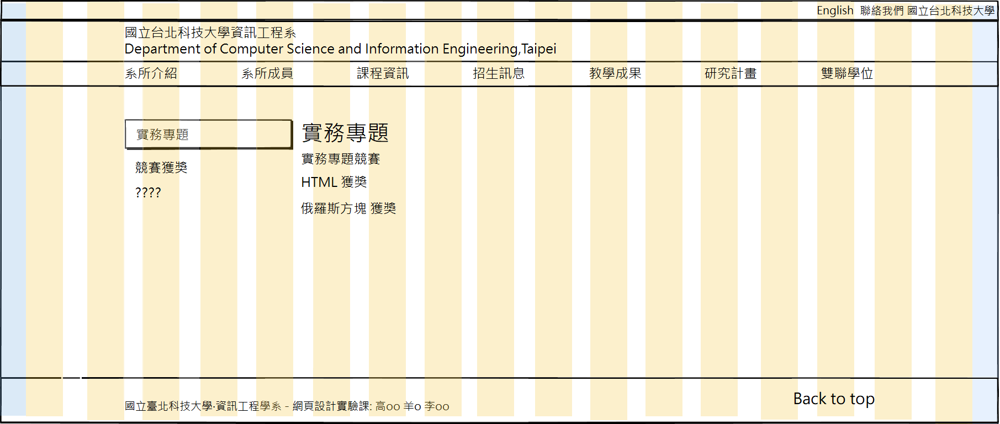 English 聯絡我們 國立台北科技大學
國立台北科技大學資訊工程系
Department of Computer Science and Information Engineering,Taipei
系所介紹 系所成員 課程資訊 招生訊息 教學成果 研究計畫 雙聯學位
實務專題
競賽獲獎
????
實務專題
實務專題競賽
HTML 獲獎
俄羅斯方塊 獲獎
國立臺北科技大學·資訊工程學系 - 網頁設計實驗課: 高oo 羊o 李oo
Back to top